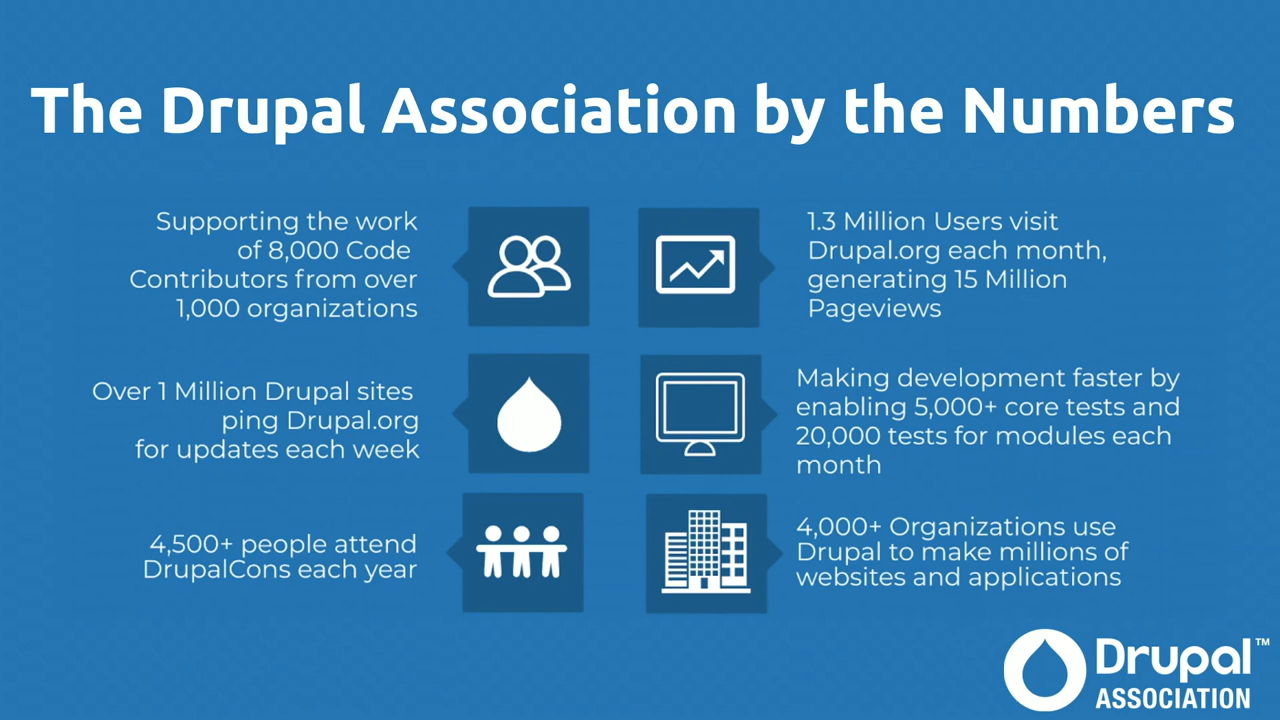 The Drupal Association by the Numbers
Supporting the work
of 8,000 Code
Contributors from over
1,000 organizations
1.3 Million Users visit
Drupal.org each month,
generating 15 Million
Pageviews
Over 1 Million Drupal sites
ping Drupal.org
for updates each week
Making development faster by
enabling 5,000+ core tests and
20,000 tests for modules each
month
4,500+ people attend
DrupalCons each year
4,000+ Organizations use
Drupal to make millions of
websites and applications
Drupal™
ASSOCIATION